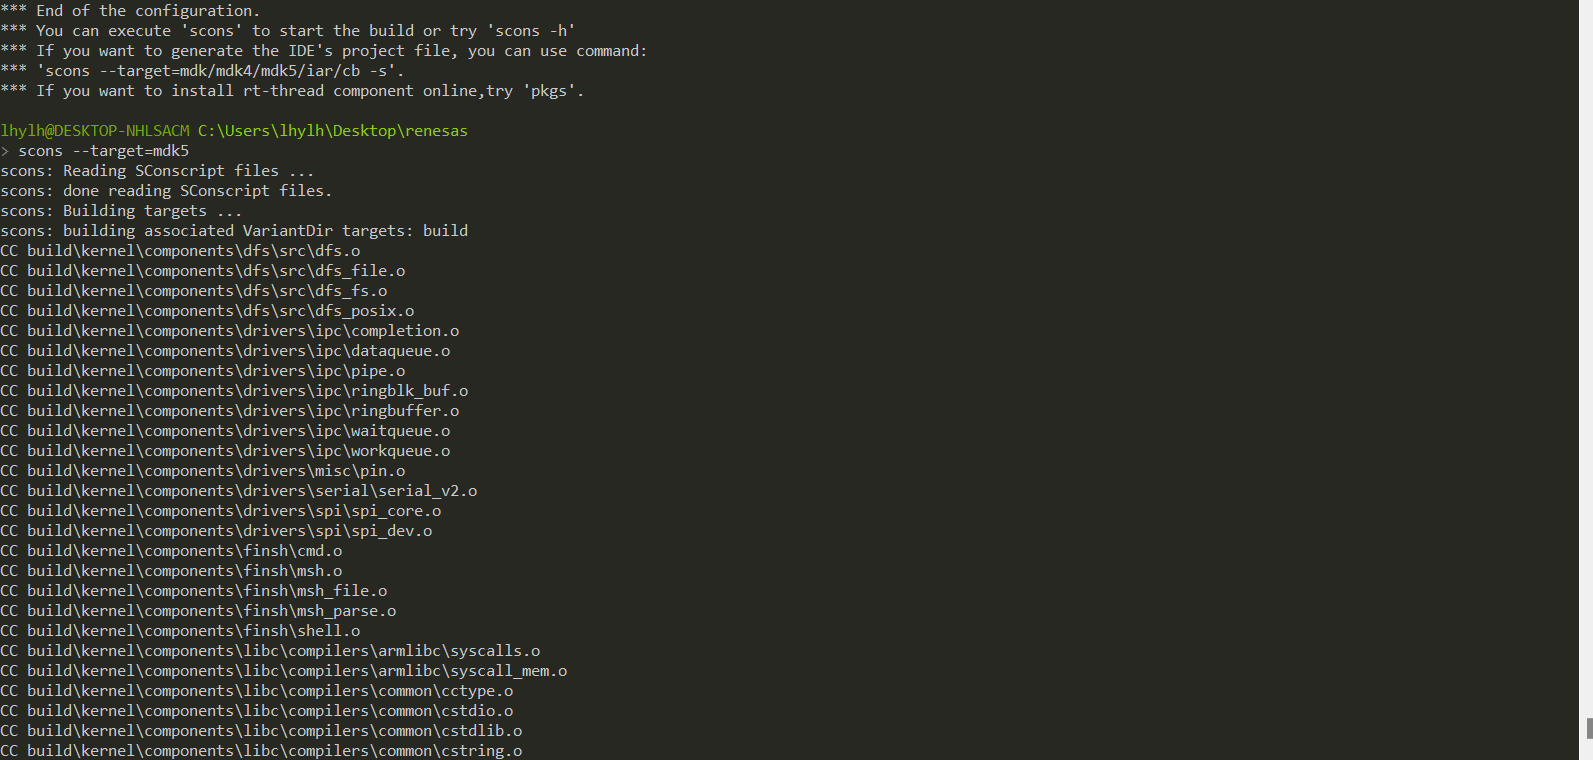 *** End of the configuration.
*** You can execute 'scons' to start the build or try 'scons -h'
*** If you want to generate the IDE's project file, you can use command:
*** 'scons --target=mdk/mdk4/mdk5/iar/cb -s'.
*** If you want to install rt-thread component online,try 'pkgs'.
lhylh@DESKTOP-NHLSACM C:\Users\lhylh\Desktop\renesas
> scons --target=mdk5
scons: Reading SConscript files ...
scons: done reading SConscript files.
scons: Building targets ...
scons: building associated VariantDir targets: build
CC build\kernel\components\dfs\src\dfs.o
CC build\kernel\components\dfs\src\dfs_file.o
CC build\kernel\components\dfs\src\dfs_fs.o
CC build\kernel\components\dfs\src\dfs_posix.o
CC build\kernel\components\drivers\ipc\completion.o
CC build\kernel\components\drivers\ipc\dataqueue.o
CC build\kernel\components\drivers\ipc\pipe.o
CC build\kernel\components\drivers\ipc\ringblk_buf.o
CC build\kernel\components\drivers\ipc\ringbuffer.o
CC build\kernel\components\drivers\ipc\waitqueue.o
CC build\kernel\components\drivers\ipc\workqueue.o
CC build\kernel\components\drivers\misc\pin.o
CC build\kernel\components\drivers\serial\serial_v2.o
CC build\kernel\components\drivers\spi\spi_core.o
CC build\kernel\components\drivers\spi\spi_dev.o
CC build\kernel\components\finsh\cmd.o
CC build\kernel\components\finsh\msh.o
CC build\kernel\components\finsh\msh_file.o
CC build\kernel\components\finsh\msh_parse.o
CC build\kernel\components\finsh\shell.o
CC build\kernel\components\libc\compilers\armlibc\syscalls.o
CC build\kernel\components\libc\compilers\armlibc\syscall_mem.o
CC build\kernel\components\libc\compilers\common\cctype.o
CC build\kernel\components\libc\compilers\common\cstdio.o
CC build\kernel\components\libc\compilers\common\cstdlib.o
CC build\kernel\components\libc\compilers\common\cstring.o